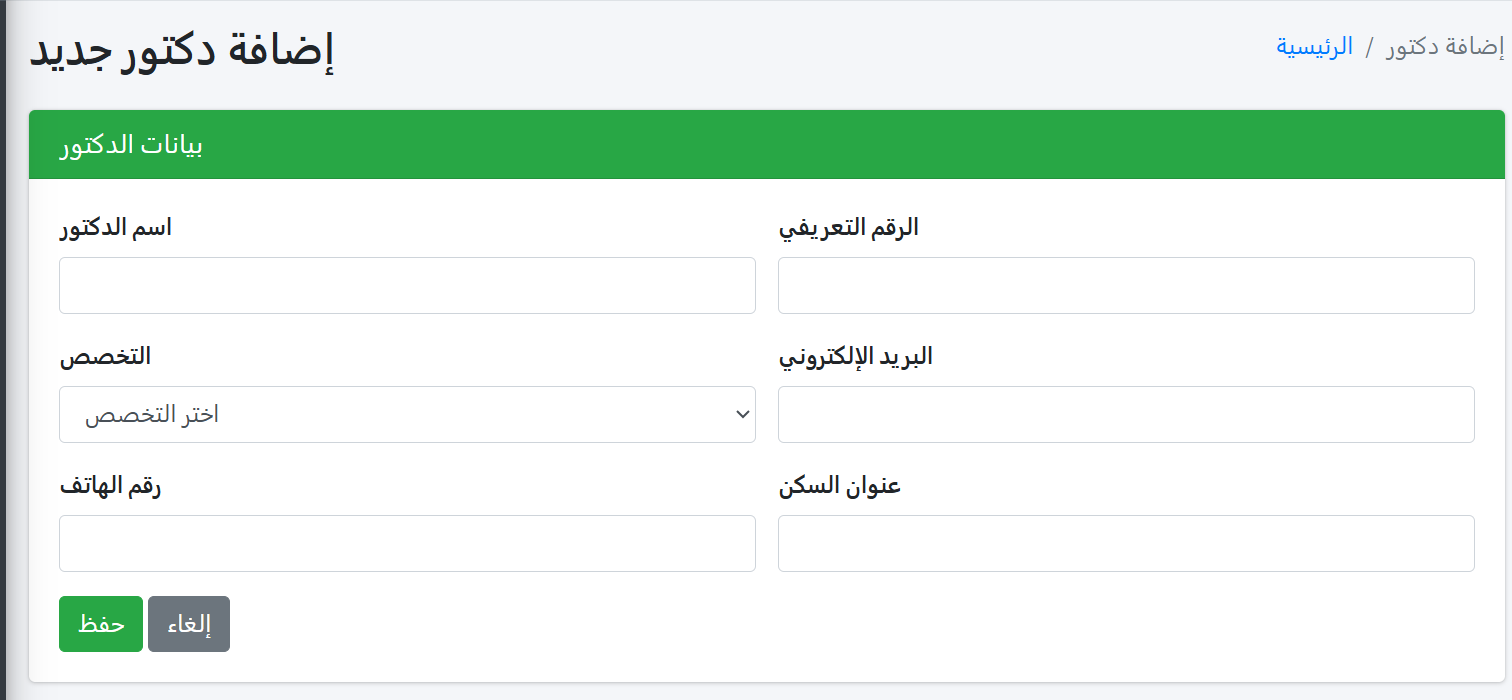 إضافة دكتور جديد
الرئيسية / إضافة دكتور
بيانات الدكتور
اسم الدكتور
الرقم التعريفي
التخصص
البريد الإلكتروني
اختر التخصص
رقم الهاتف
عنوان السكن
حفظ
إلغاء